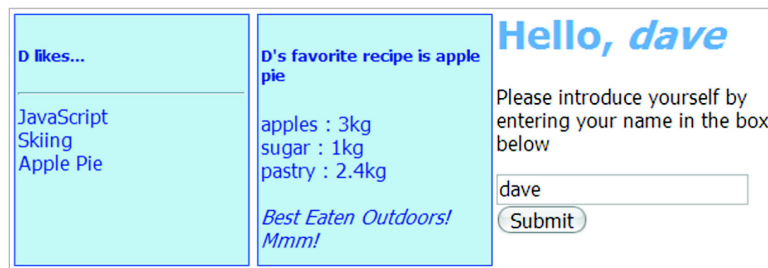 D likes...
JavaScript
Skiing
Apple Pie
D's favorite recipe is apple
pie
apples : 3kg
sugar : 1kg
pastry : 2.4kg
Best Eaten Outdoors!
Mmm!
Hello, dave
Please introduce yourself by
entering your name in the box
below
dave
Submit